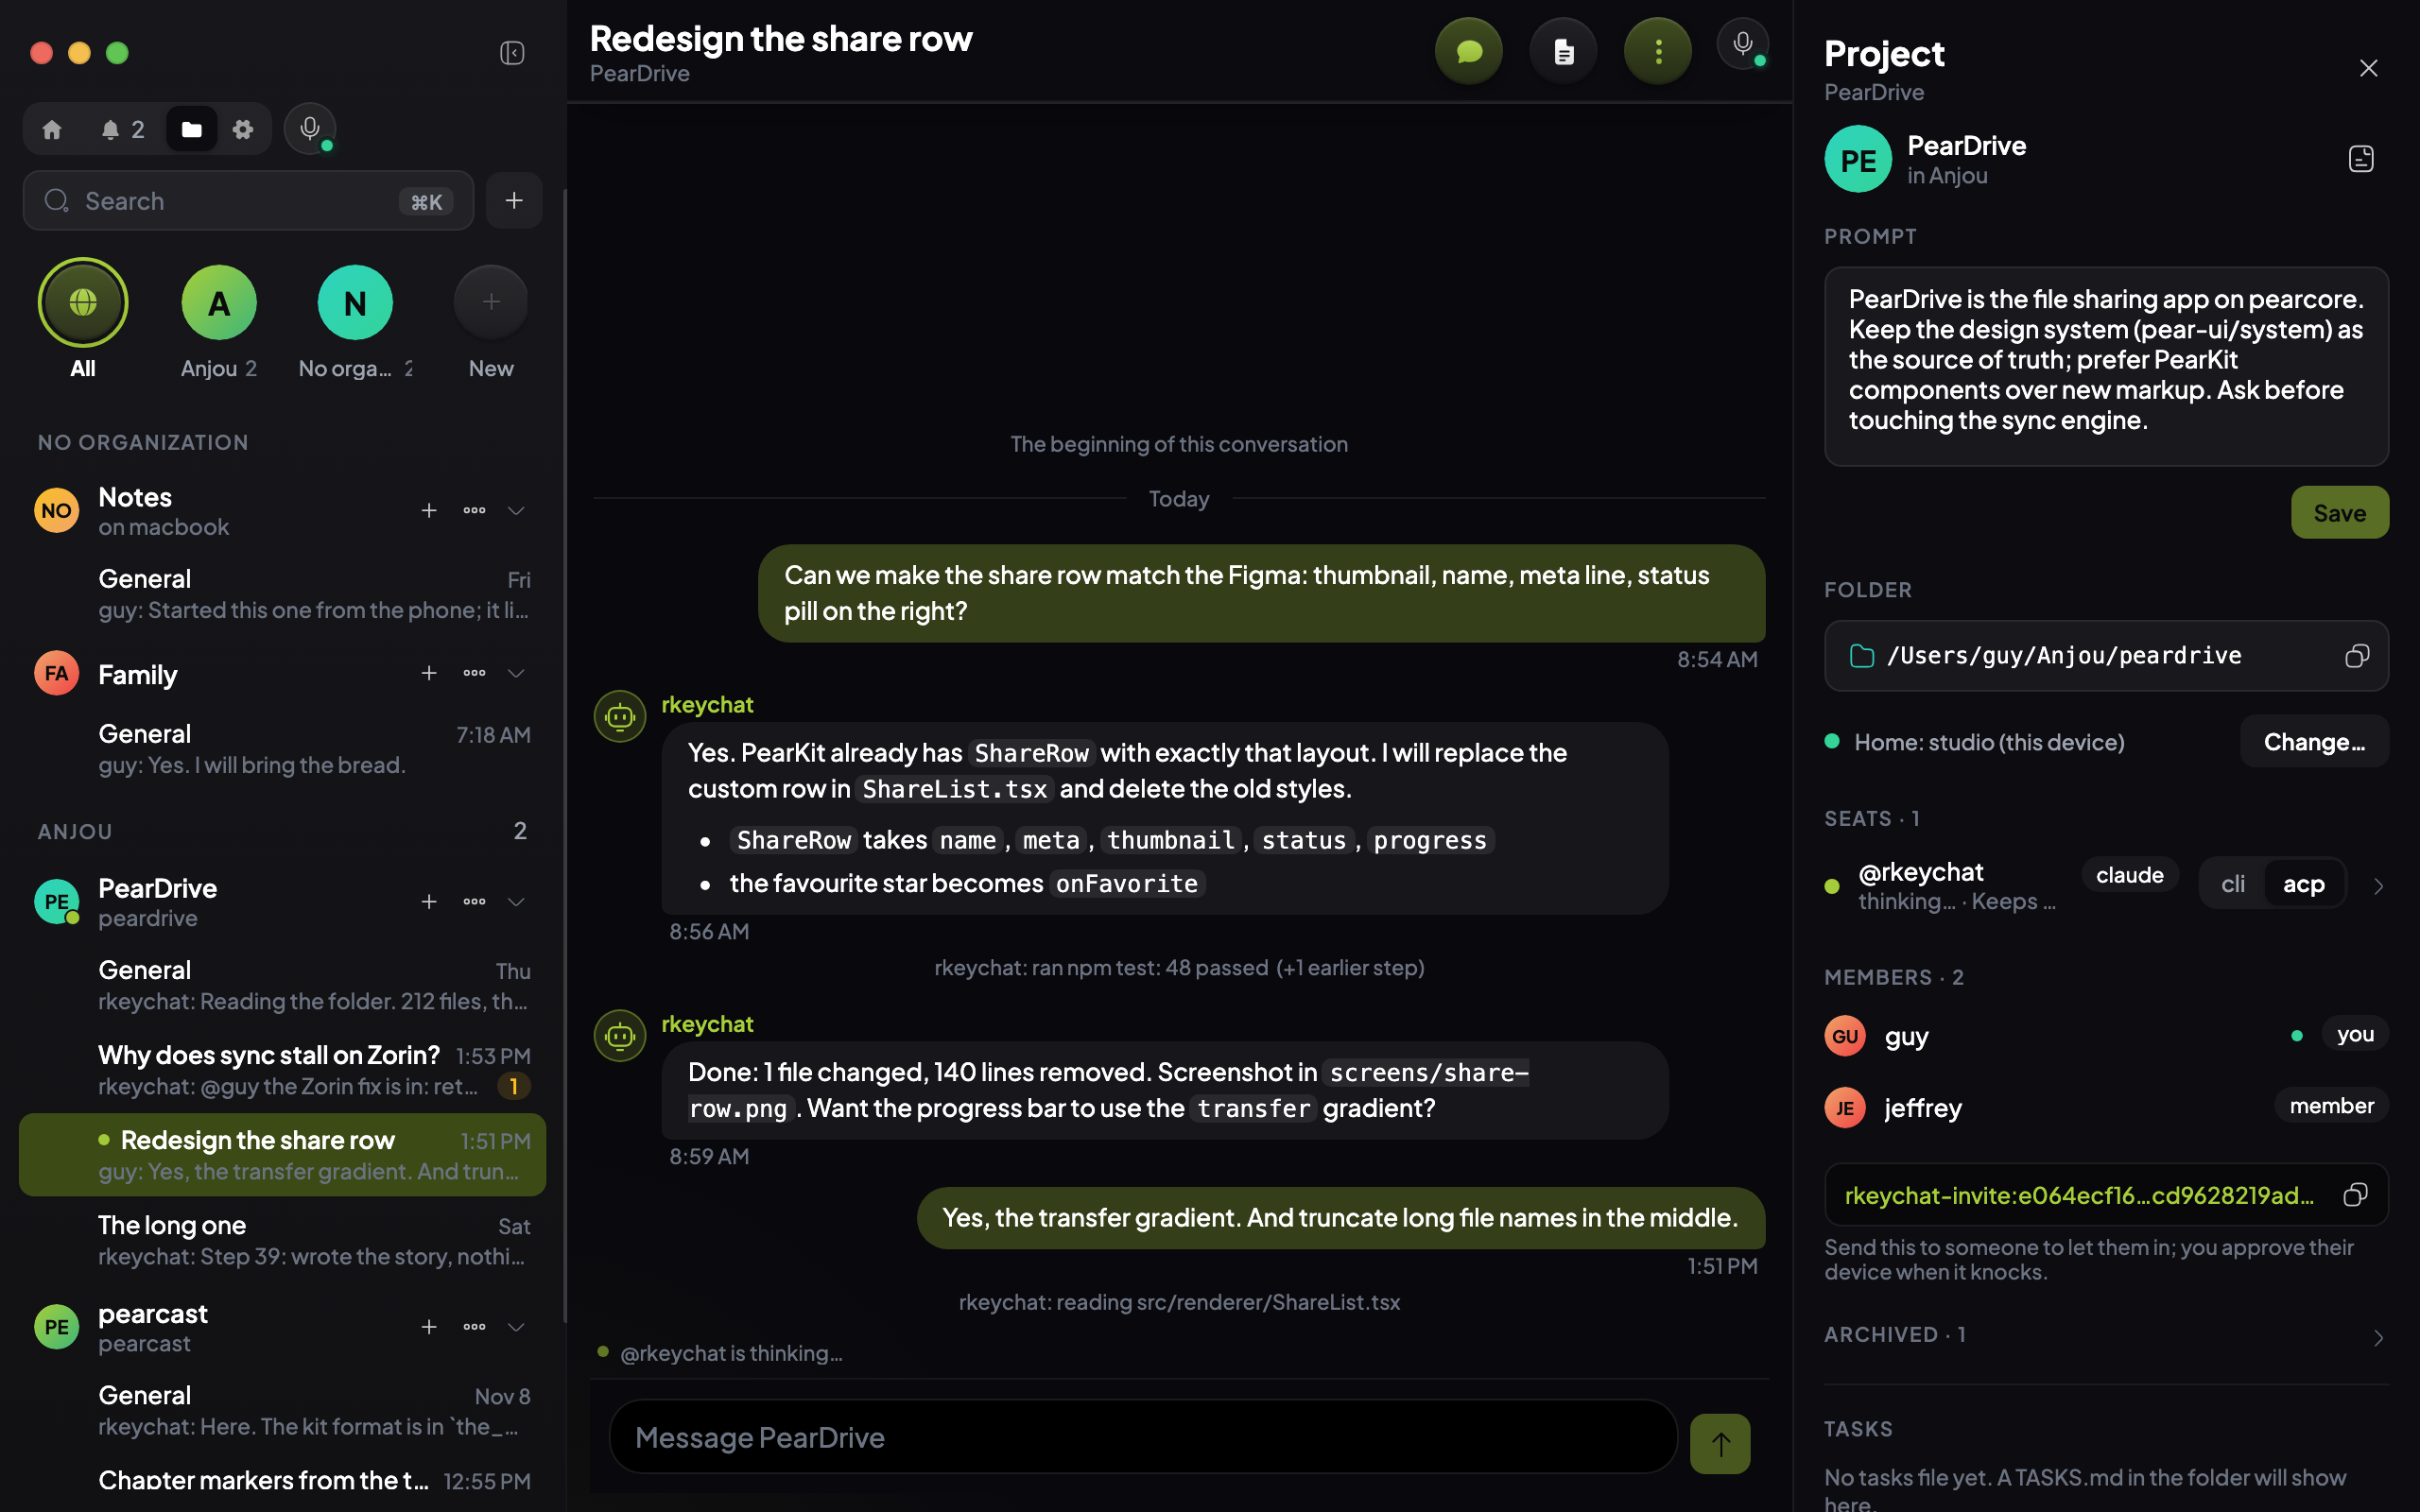 2
Search
⌘K
A
N
All
Anjou 2
No orga…
New
NO ORGANIZATION
NO
Notes
on macbook
General
Fri
guy: Started this one from the phone; it li…
FA
Family
General
7:18 AM
guy: Yes. I will bring the bread.
ANJOU
2
PE
PearDrive
peardrive
General
Thu
rkeychat: Reading the folder. 212 files, th…
Why does sync stall on Zorin?
1:53 PM
rkeychat: @guy the Zorin fix is in: ret…
1
Redesign the share row
1:51 PM
guy: Yes, the transfer gradient. And trun…
The long one
Sat
rkeychat: Step 39: wrote the story, nothi…
PE
pearcast
pearcast
General
Nov 8
rkeychat: Here. The kit format is in `the_…
Chapter markers from the t…
12:55 PM
Redesign the share row
PearDrive
The beginning of this conversation
Today
Can we make the share row match the Figma: thumbnail, name, meta line, status
pill on the right?
8:54 AM
rkeychat
Yes. PearKit already has ShareRow with exactly that layout. I will replace the
custom row in ShareList.tsx and delete the old styles.
• ShareRow takes name, meta, thumbnail, status, progress
• the favourite star becomes onFavorite
8:56 AM
rkeychat: ran npm test: 48 passed (+1 earlier step)
rkeychat
Done: 1 file changed, 140 lines removed. Screenshot in screens/share-
row.png. Want the progress bar to use the transfer gradient?
8:59 AM
Yes, the transfer gradient. And truncate long file names in the middle.
1:51 PM
rkeychat: reading src/renderer/ShareList.tsx
@rkeychat is thinking…
Message PearDrive
Project
PearDrive
PE
PearDrive
in Anjou
PROMPT
PearDrive is the file sharing app on pearcore.
Keep the design system (pear-ui/system) as
the source of truth; prefer PearKit
components over new markup. Ask before
touching the sync engine.
Save
FOLDER
/Users/guy/Anjou/peardrive
Home: studio (this device)
Change…
SEATS · 1
@rkeychat
thinking… · Keeps …
claude
cli
acp
MEMBERS · 2
GU
guy
you
JE
jeffrey
member
rkeychat-invite:e064ecf16…cd9628219ad…
Send this to someone to let them in; you approve their
device when it knocks.
ARCHIVED · 1
TASKS
No tasks file yet. A TASKS.md in the folder will show
here.